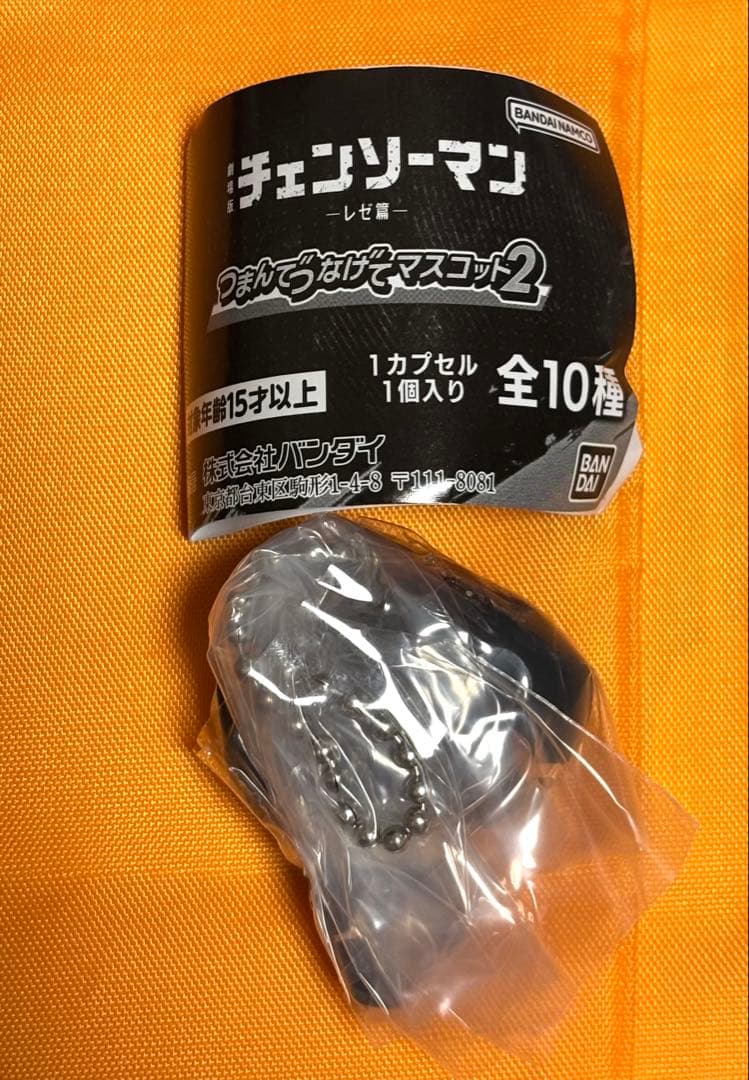 BANDAI NAMCO
劇場版 チェンソーマン
―レゼ篇―
つまんでつなげてマスコット2
1カプセル
1個入り
全10種
対象年齢15才以上
株式会社バンダイ
東京都台東区駒形1-4-8 〒111-8081
BAN
DAI